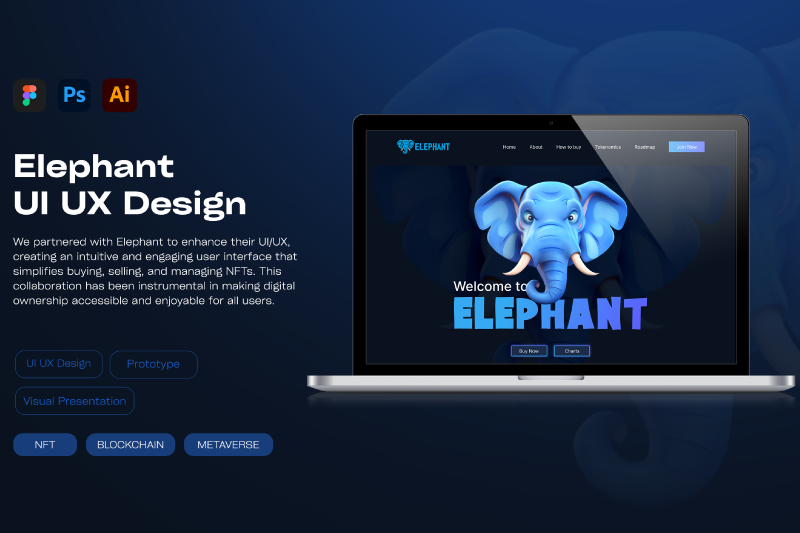 Ps
Ai
Elephant
UI UX Design
We partnered with Elephant to enhance their UI/UX,
creating an intuitive and engaging user interface that
simplifies buying, selling, and managing NFTs. This
collaboration has been instrumental in making digital
ownership accessible and enjoyable for all users.
UI UX Design
Prototype
Visual Presentation
NFT
BLOCKCHAIN
METAVERSE
ELEPHANT
Home
About
How to buy
Tokenomics
Roadmap
Join Now
Welcome to
ELEPHANT
Buy Now
Charts